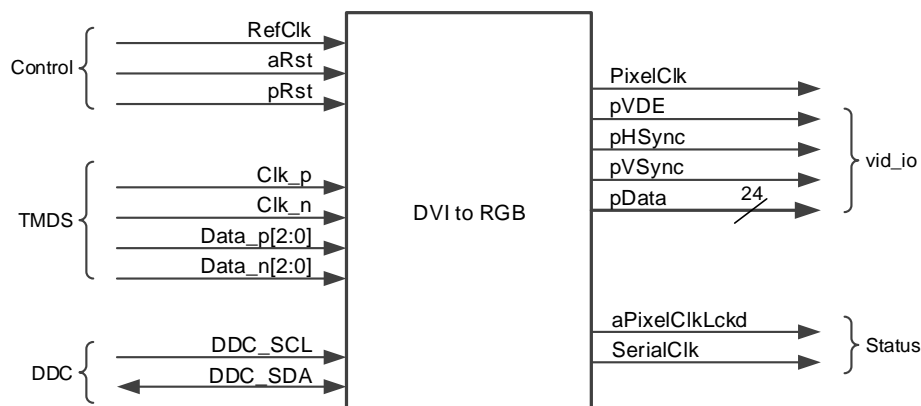 Control
RefClk
aRst
pRst
TMDS
Clk_p
Clk_n
Data_p[2:0]
Data_n[2:0]
DDC
DDC_SCL
DDC_SDA
DVI to RGB
PixelClk
pVDE
pHSync
pVSync
pData
24
vid_io
aPixelClkLckd
SerialClk
Status